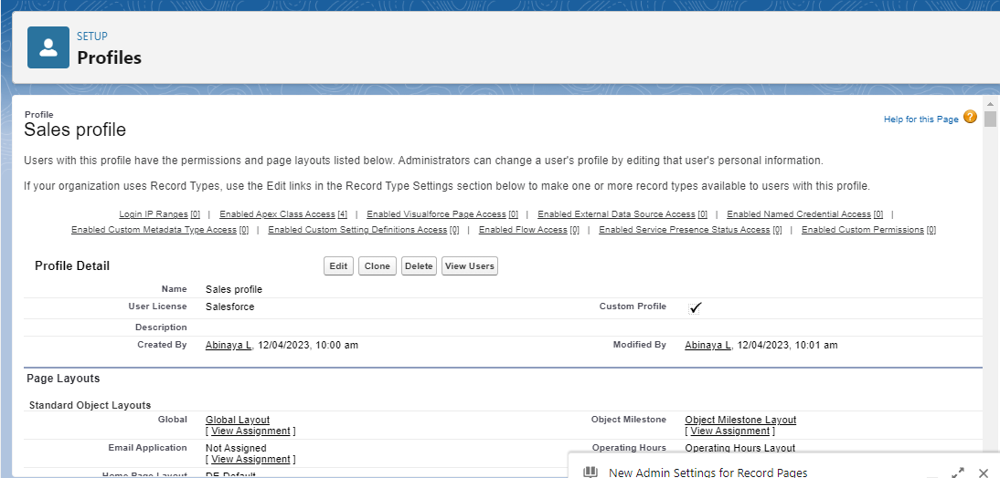 SETUP
Profiles
Profile
Sales profile
Help for this Page ?
Users with this profile have the permissions and page layouts listed below. Administrators can change a user's profile by editing that user's personal information.
If your organization uses Record Types, use the Edit links in the Record Type Settings section below to make one or more record types available to users with this profile.
Login IP Ranges [0] | Enabled Apex Class Access [4] | Enabled Visualforce Page Access [0] | Enabled External Data Source Access [0] | Enabled Named Credential Access [0] |
Enabled Custom Metadata Type Access [0] | Enabled Custom Setting Definitions Access [0] | Enabled Flow Access [0] | Enabled Service Presence Status Access [0] | Enabled Custom Permissions [0]
Profile Detail Edit Clone Delete View Users
Name Sales profile
User License Salesforce Custom Profile
Description
Created By Abinaya L, 12/04/2023, 10:00 am Modified By Abinaya L, 12/04/2023, 10:01 am
Page Layouts
Standard Object Layouts
Global Global Layout Object Milestone Object Milestone Layout
[ View Assignment ] [ View Assignment ]
Email Application Not Assigned Operating Hours Operating Hours Layout
[ View Assignment ]
Home Page Layout DE Default
New Admin Settings for Record Pages